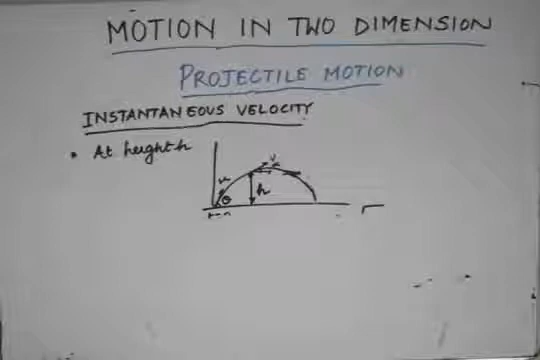 MOTION IN TWO DIMENSION
PROJECTILE MOTION
INSTANTANEOUS VELOCITY
• At height h
u
θ
h
v